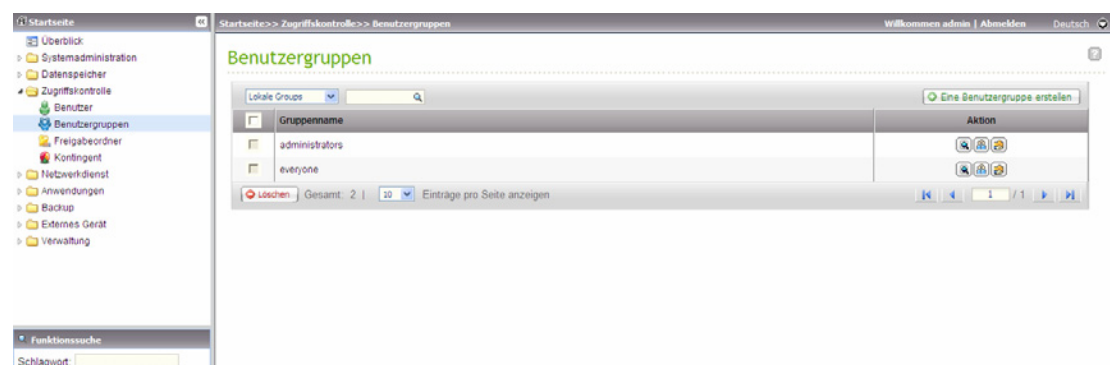 Startseite
Startseite>> Zugriffskontrolle>> Benutzergruppen
Willkommen admin | Abmelden
Deutsch
Überblick
Systemadministration
Datenspeicher
Zugriffskontrolle
Benutzer
Benutzergruppen
Freigabeordner
Kontingent
Netzwerkdienst
Anwendungen
Backup
Externes Gerät
Verwaltung
Funktionssuche
Schlagwort:
Benutzergruppen
Lokale Groups
Eine Benutzergruppe erstellen
Gruppenname Aktion
administrators
everyone
Löschen Gesamt: 2 | 10 Einträge pro Seite anzeigen 1 / 1